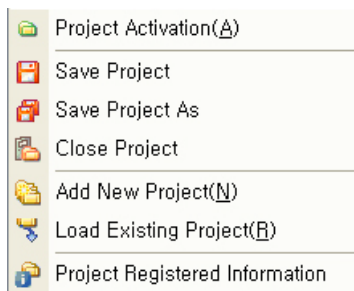 Project Activation(A)
Save Project
Save Project As
Close Project
Add New Project(N)
Load Existing Project(R)
Project Registered Information